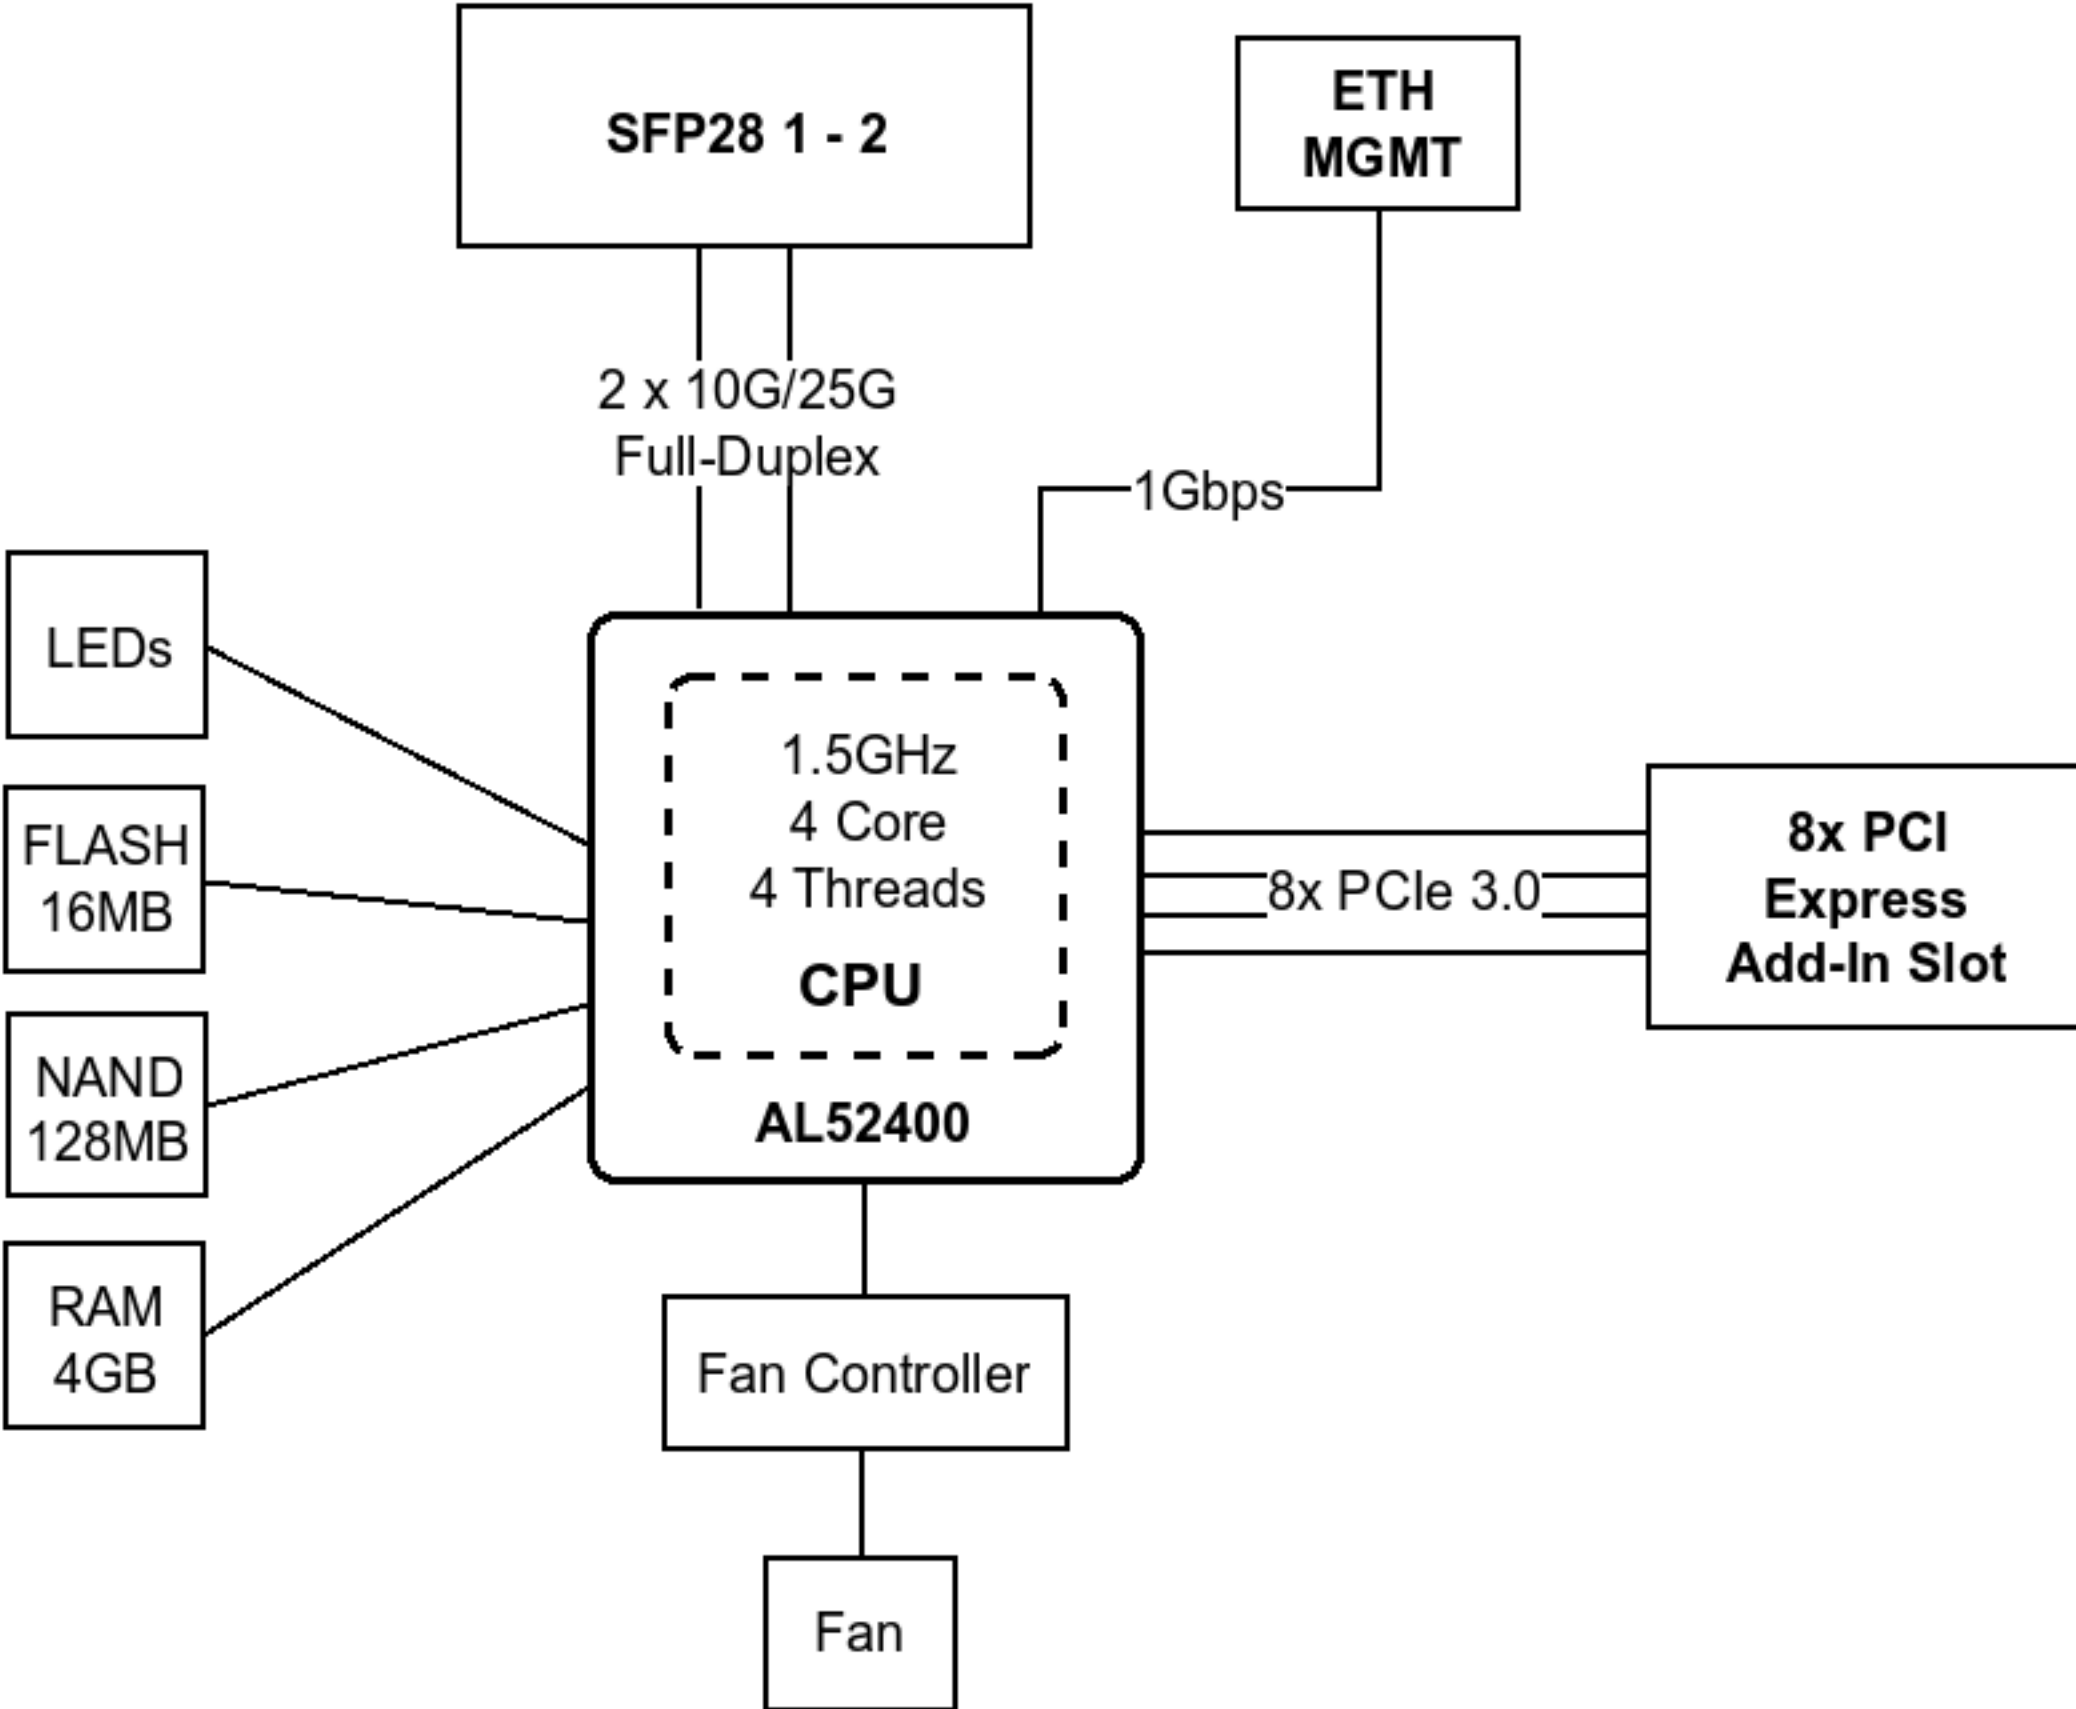 SFP28 1 - 2
ETH
MGMT
2 x 10G/25G
Full-Duplex
1Gbps
LEDs
FLASH
16MB
NAND
128MB
RAM
4GB
1.5GHz
4 Core
4 Threads
CPU
AL52400
8x PCIe 3.0
8x PCI
Express
Add-In Slot
Fan Controller
Fan